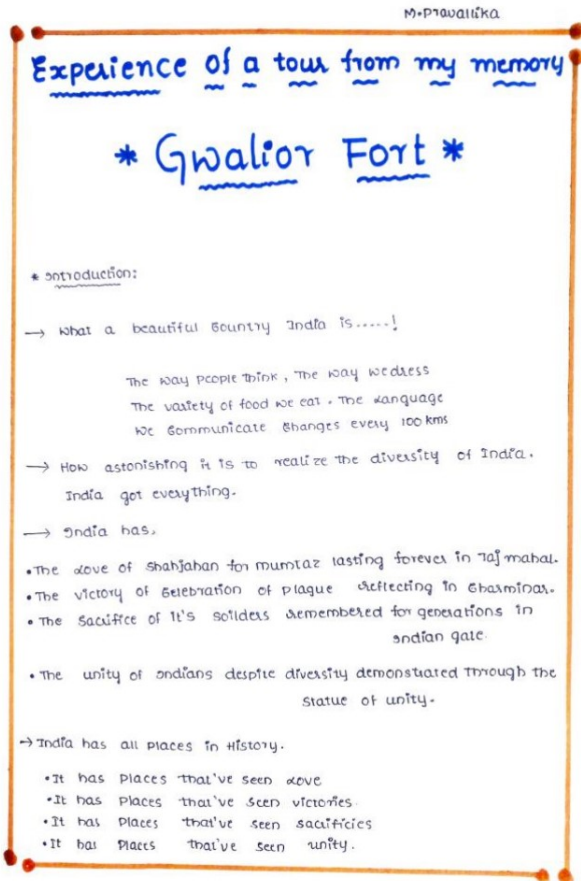 M. Pravallika
Experience of a tour from my memory
* Gwalior Fort *
* Introduction:
→ What a beautiful Country India is.....!
The way people think, The way we dress
The variety of food we eat. The Language
We Communicate Changes every 100 kms
→ How astonishing it is to realize the diversity of India.
India got everything.
→ India has,
• The Love of Shahjahan for mumtaz lasting forever in Tajmahal.
• The victory of Celebration of plaque reflecting in Charminar.
• The Sacrifice of It's Soilders remembered for generations in
Indian gate.
• The unity of Indians despite diversity demonstrated Through the
Statue of unity.
→ India has all Places in History.
• It has Places that've seen Love
• It has Places that've seen victories.
• It has Places that've seen sacrificies
• It has Places that've seen unity.